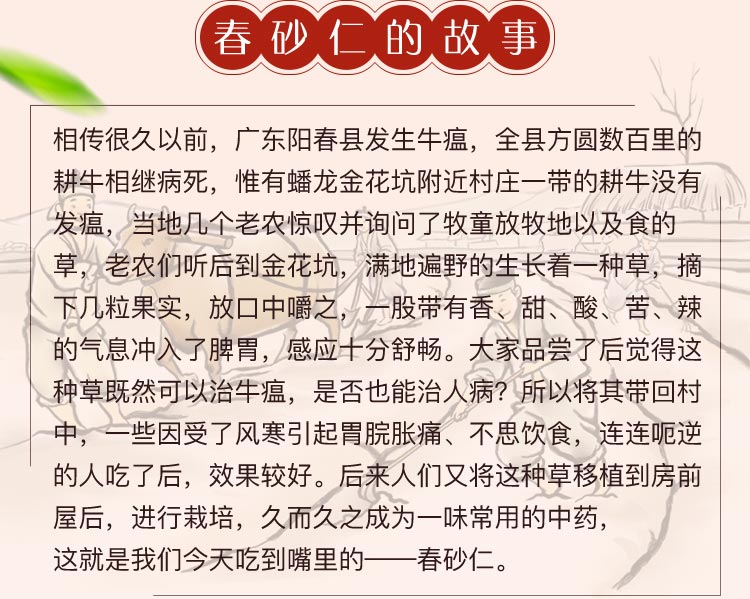 春砂仁的故事
相传很久以前，广东阳春县发生牛瘟，全县方圆数百里的
耕牛相继病死，惟有蟠龙金花坑附近村庄一带的耕牛没有
发瘟，当地几个老农惊叹并询问了牧童放牧地以及食的
草，老农们听后到金花坑，满地遍野的生长着一种草，摘
下几粒果实，放口中嚼之，一股带有香、甜、酸、苦、辣
的气息冲入了脾胃，感应十分舒畅。大家品尝了后觉得这
种草既然可以治牛瘟，是否也能治人病？所以将其带回村
中，一些因受了风寒引起胃脘胀痛、不思饮食，连连呃逆
的人吃了后，效果较好。后来人们又将这种草移植到房前
屋后，进行栽培，久而久之成为一味常用的中药，
这就是我们今天吃到嘴里的——春砂仁。